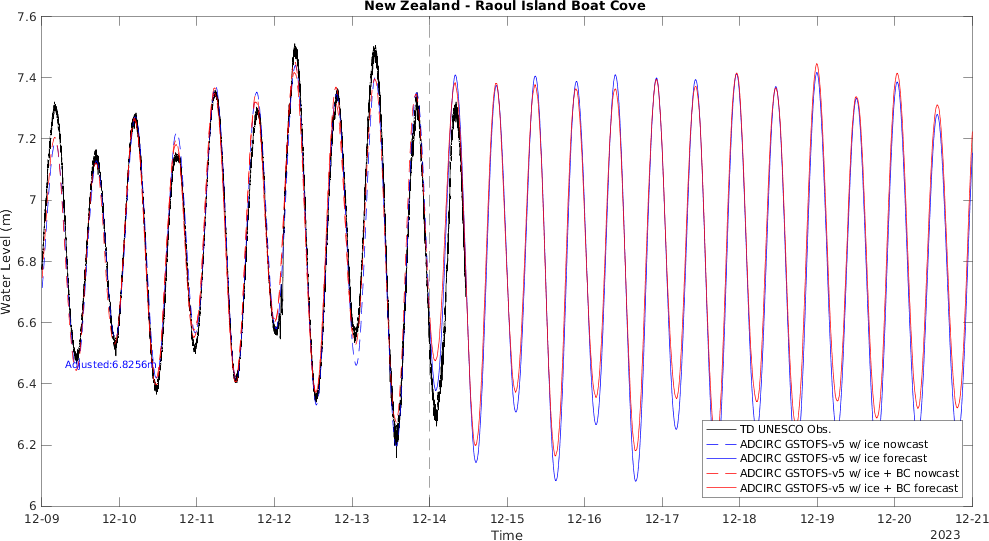 New Zealand - Raoul Island Boat Cove
7.6
7.4
7.2
7
6.8
6.6
6.4
6.2
6
Water Level (m)
Adjusted:6.8256m
TD UNESCO Obs.
ADCIRC GSTOFS-v5 w/ ice nowcast
ADCIRC GSTOFS-v5 w/ ice forecast
ADCIRC GSTOFS-v5 w/ ice + BC nowcast
ADCIRC GSTOFS-v5 w/ ice + BC forecast
12-09 12-10 12-11 12-12 12-13 12-14 12-15 12-16 12-17 12-18 12-19 12-20 12-21
Time
2023